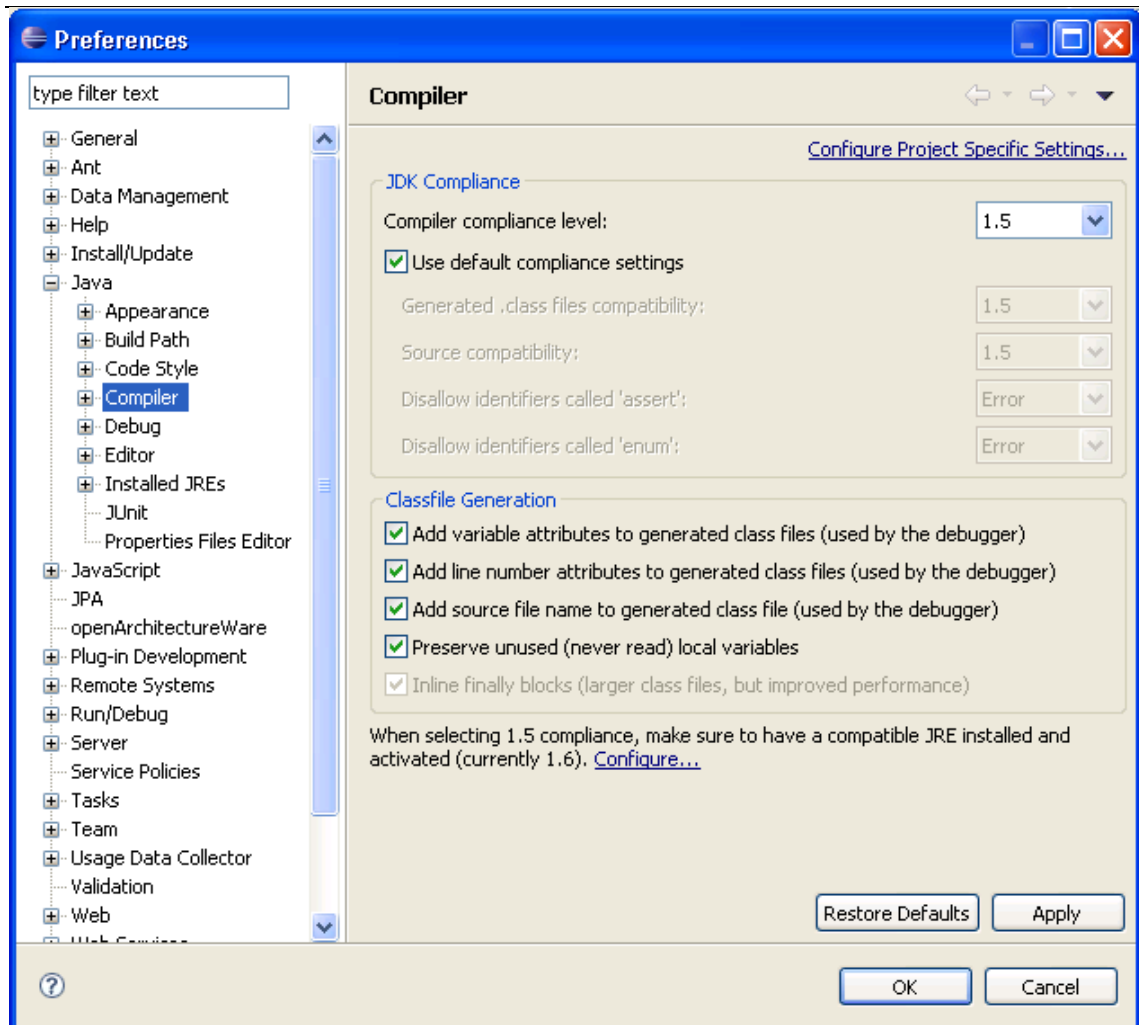 Preferences
type filter text
General
Ant
Data Management
Help
Install/Update
Java
Appearance
Build Path
Code Style
Compiler
Debug
Editor
Installed JREs
JUnit
Properties Files Editor
JavaScript
JPA
openArchitectureWare
Plug-in Development
Remote Systems
Run/Debug
Server
Service Policies
Tasks
Team
Usage Data Collector
Validation
Web
Compiler
Configure Project Specific Settings...
JDK Compliance
Compiler compliance level: 1.5
Use default compliance settings
Generated .class files compatibility: 1.5
Source compatibility: 1.5
Disallow identifiers called 'assert': Error
Disallow identifiers called 'enum': Error
Classfile Generation
Add variable attributes to generated class files (used by the debugger)
Add line number attributes to generated class files (used by the debugger)
Add source file name to generated class file (used by the debugger)
Preserve unused (never read) local variables
Inline finally blocks (larger class files, but improved performance)
When selecting 1.5 compliance, make sure to have a compatible JRE installed and
activated (currently 1.6). Configure...
Restore Defaults Apply
OK Cancel